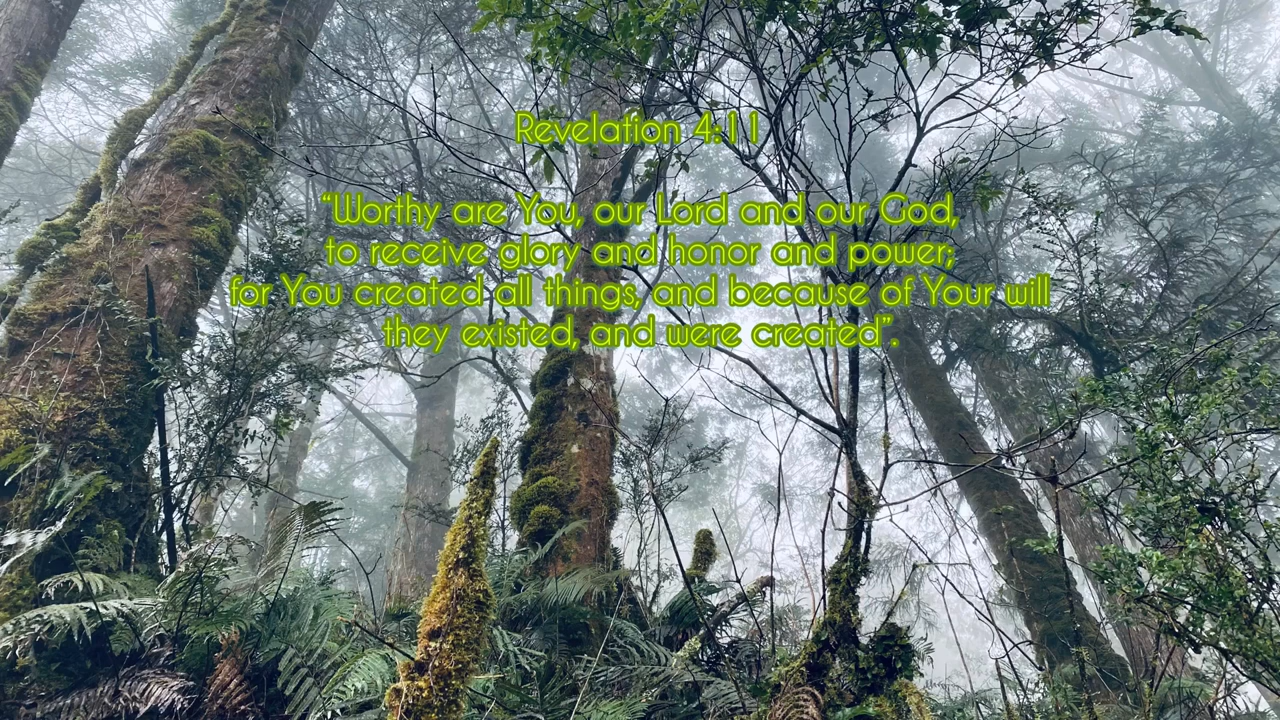 Revelation 4:11
“Worthy are You, our Lord and our God,
to receive glory and honor and power;
for You created all things, and because of Your will
they existed, and were created”.